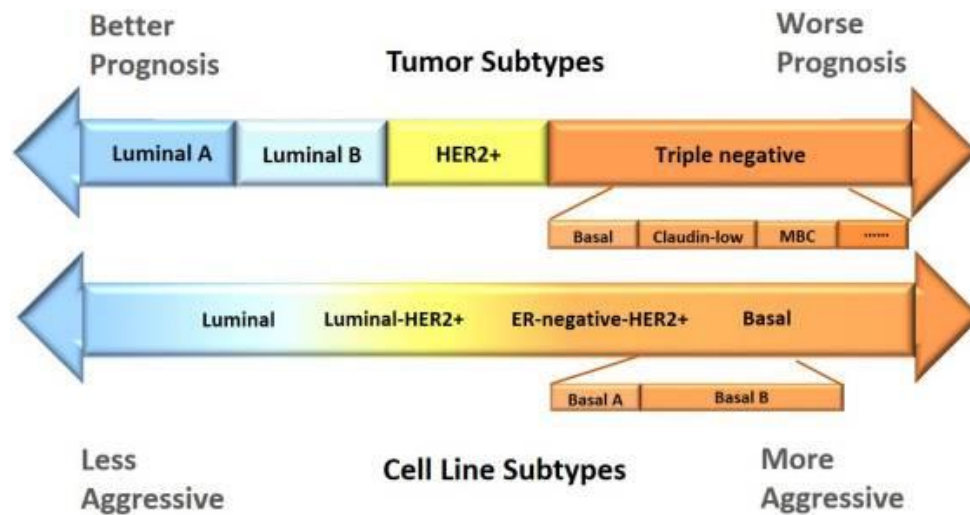 Better
Prognosis
Tumor Subtypes
Worse
Prognosis
Luminal A
Luminal B
HER2+
Triple negative
Basal
Claudin-low
MBC
......
Luminal
Luminal-HER2+
ER-negative-HER2+
Basal
Basal A
Basal B
Less
Aggressive
Cell Line Subtypes
More
Aggressive